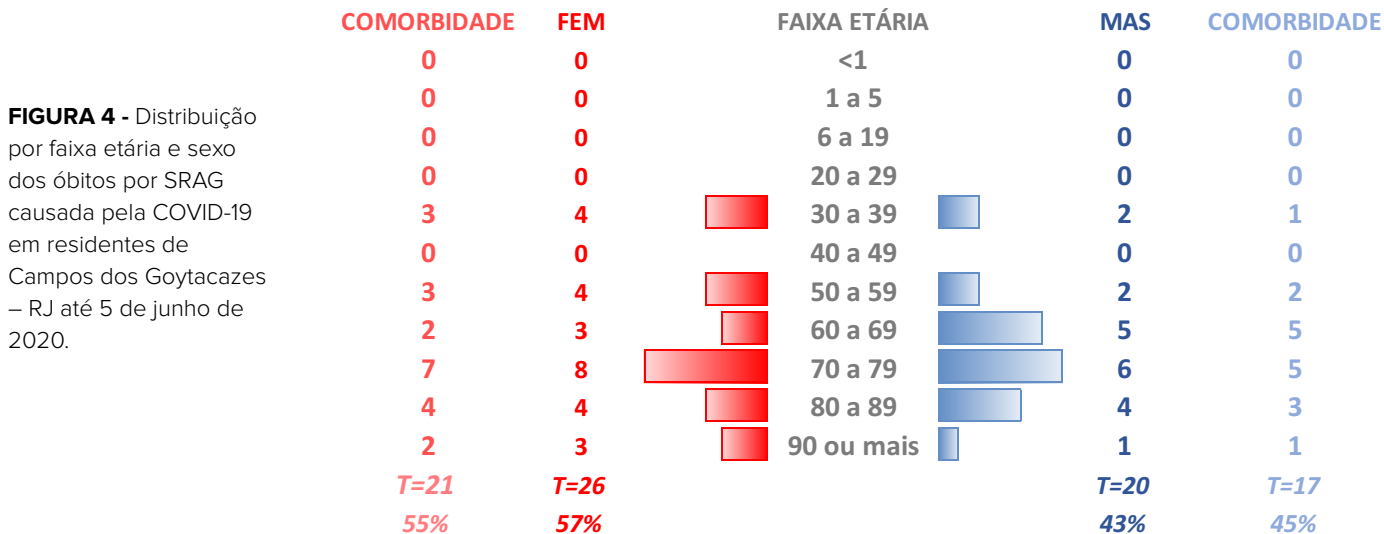 COMORBIDADE FEM FAIXA ETÁRIA MAS COMORBIDADE
0 0 <1 0 0
0 0 1 a 5 0 0
0 0 6 a 19 0 0
0 0 20 a 29 0 0
3 4 30 a 39 2 1
0 0 40 a 49 0 0
3 4 50 a 59 2 2
2 3 60 a 69 5 5
7 8 70 a 79 6 5
4 4 80 a 89 4 3
2 3 90 ou mais 1 1
T=21 T=26 T=20 T=17
55% 57% 43% 45%
FIGURA 4 - Distribuição
por faixa etária e sexo
dos óbitos por SRAG
causada pela COVID-19
em residentes de
Campos dos Goytacazes
– RJ até 5 de junho de
2020.